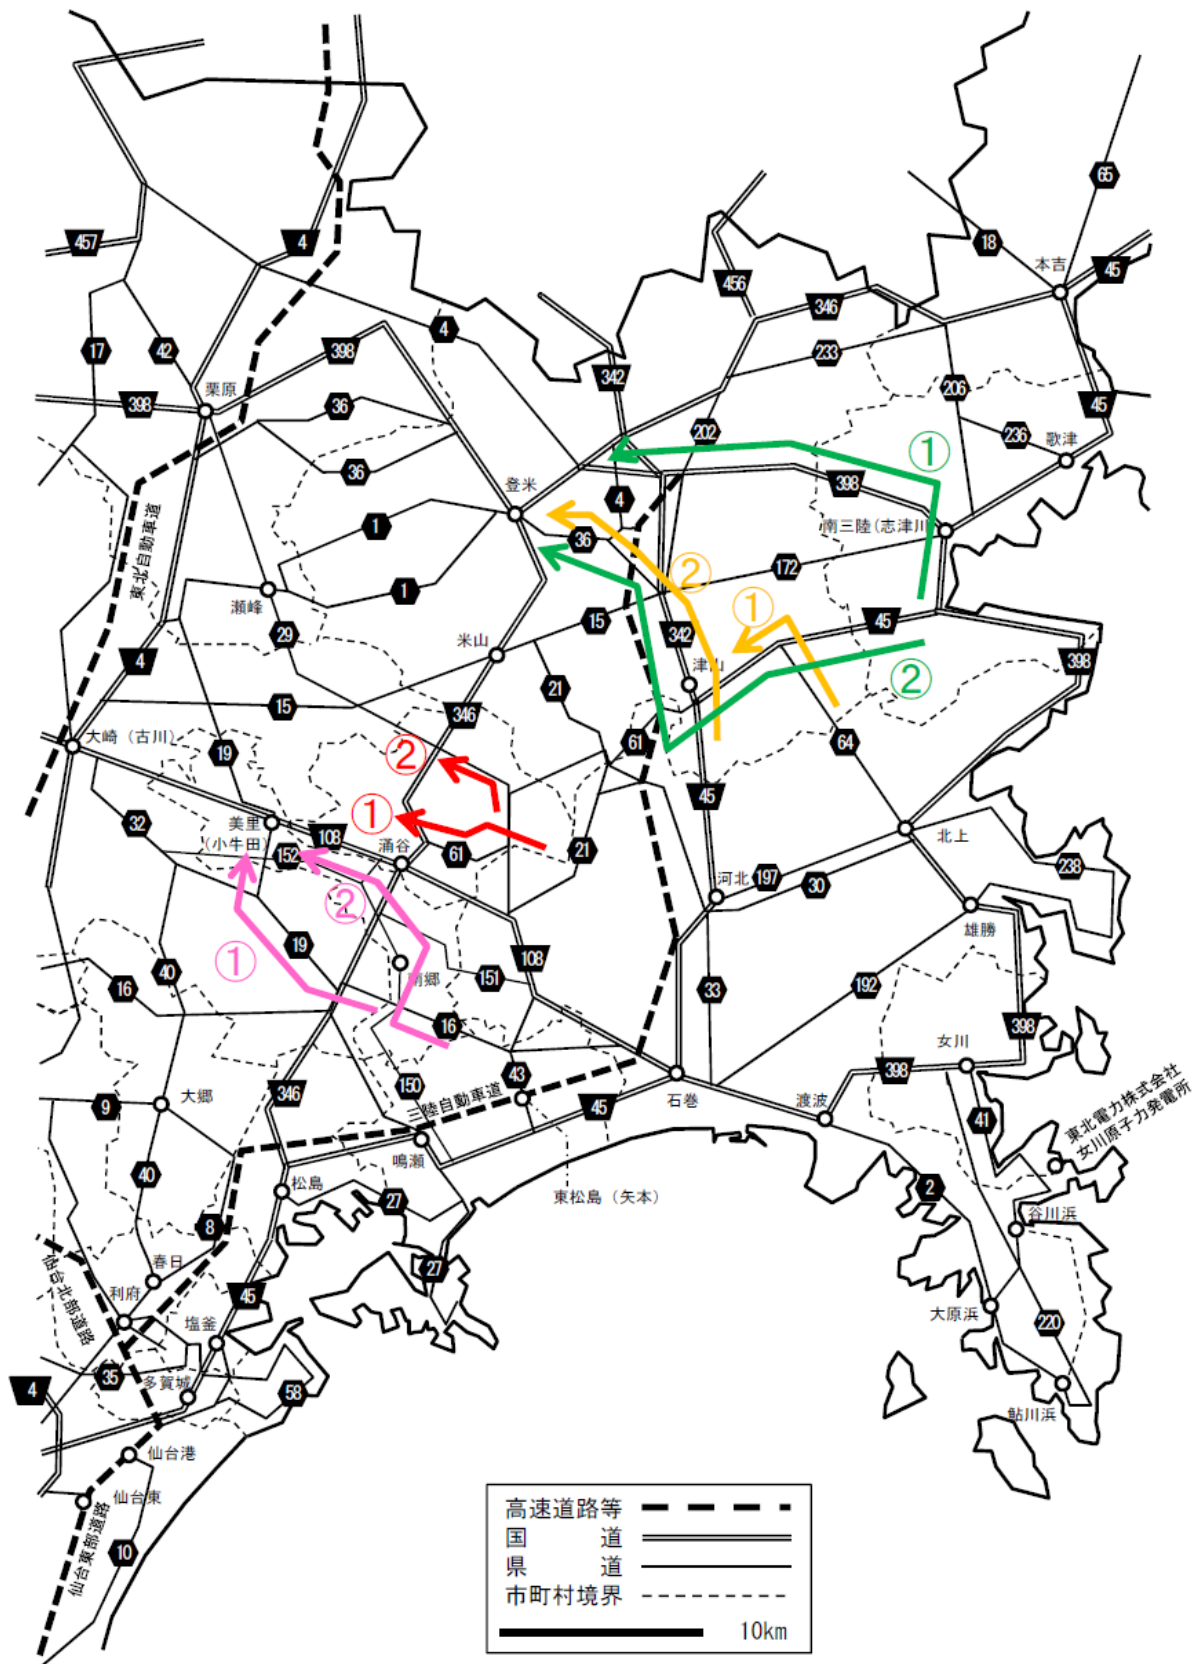 65
457
4
18
本吉
45
456
346
4
17
42
398
233
342
栗原
206
398
36
45
202
236
歌津
①
36
398
登米
4
南三陸(志津川)
東北自動車道
1
36
172
②
①
1
瀬峰
29
15
342
45
米山
津山
398
4
21
②
15
346
大崎（古川）
19
②
61
64
45
①
32
美里
(小牛田)
108
152
涌谷
61
21
北上
238
河北
197
30
②
雄勝
①
19
40
16
南郷
151
108
33
192
16
398
女川
346
150
43
398
三陸自動車道
45
石巻
渡波
9
大郷
41
東北電力株式会社
女川原子力発電所
鳴瀬
40
松島
27
東松島（矢本）
2
8
谷川浜
春日
仙台北部道路
27
利府
45
大原浜
塩釜
220
35
4
多賀城
58
鮎川浜
仙台港
仙台東
仙台東部道路
10
高速道路等
国　　　道
県　　　道
市町村境界
10km